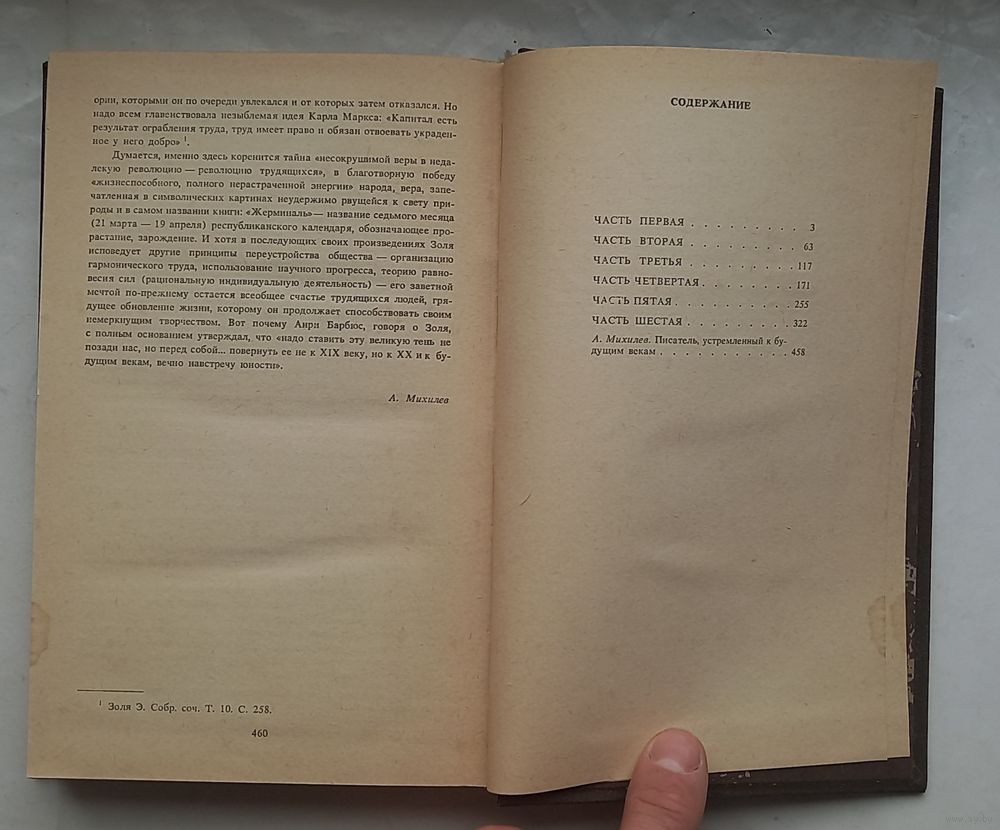 ории, которыми он по очереди увлекался и от которых затем отказался. Но
надо всем главенствовала незыблемая идея Карла Маркса: «Капитал есть
результат ограбления труда, труд имеет право и обязан отвоевать украден-
ное у него добро» ¹.
Думается, именно здесь коренится тайна «несокрушимой веры в неда-
лекую революцию — революцию трудящихся», в благотворную победу
«жизнеспособного, полного нерастраченной энергии» народа, вера, запе-
чатленная в символических картинах неудержимо рвущейся к свету при-
роды и в самом названии книги: «Жерминаль» — название седьмого месяца
(21 марта — 19 апреля) республиканского календаря, обозначающее про-
растание, зарождение. И хотя в последующих своих произведениях Золя
исповедует другие принципы переустройства общества — организацию
гармонического труда, использование научного прогресса, теорию равно-
весия сил (рациональную индивидуальную деятельность) — его заветной
мечтой по-прежнему остается всеобщее счастье трудящихся людей, гря-
дущее обновление жизни, которому он продолжает способствовать своим
немеркнущим творчеством. Вот почему Анри Барбюс, говоря о Золя,
с полным основанием утверждал, что «надо ставить эту великую тень не
позади нас, но перед собой... повернуть ее не к XIX веку, но к XX и к бу-
дущим векам, вечно навстречу юности».
А. Михилев
¹ Золя Э. Собр. соч. Т. 10. С. 258.
460
СОДЕРЖАНИЕ
ЧАСТЬ ПЕРВАЯ . . . . . . . . . 3
ЧАСТЬ ВТОРАЯ . . . . . . . . . 63
ЧАСТЬ ТРЕТЬЯ . . . . . . . . . 117
ЧАСТЬ ЧЕТВЕРТАЯ . . . . . . . . 171
ЧАСТЬ ПЯТАЯ . . . . . . . . . . 255
ЧАСТЬ ШЕСТАЯ . . . . . . . . . 322
А. Михилев. Писатель, устремленный к бу-
дущим векам . . . . . . . . . . . 458
www.ay.by